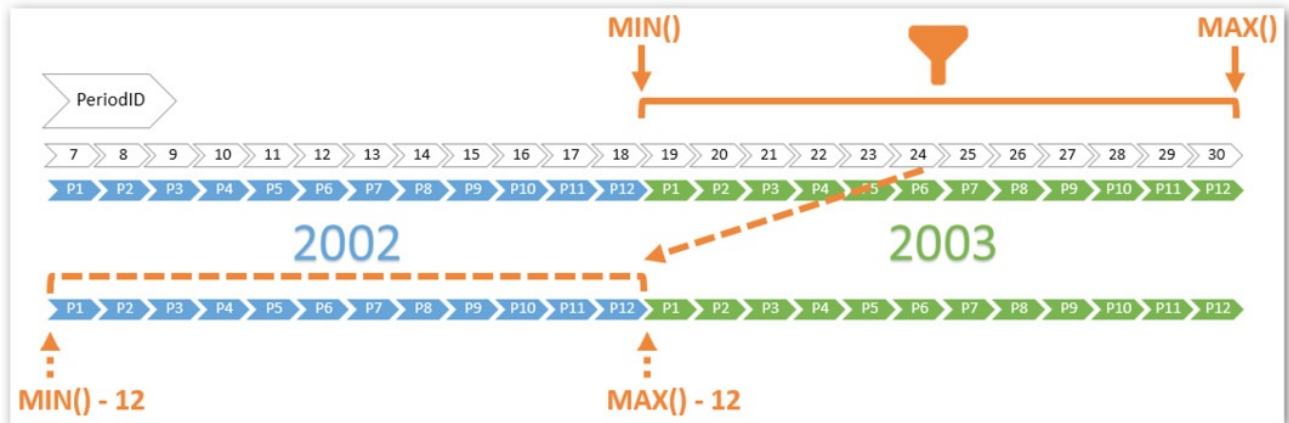 MIN() MAX()
PeriodID
7 8 9 10 11 12 13 14 15 16 17 18 19 20 21 22 23 24 25 26 27 28 29 30
P1 P2 P3 P4 P5 P6 P7 P8 P9 P10 P11 P12 P1 P2 P3 P4 P5 P6 P7 P8 P9 P10 P11 P12
2002 2003
P1 P2 P3 P4 P5 P6 P7 P8 P9 P10 P11 P12 P1 P2 P3 P4 P5 P6 P7 P8 P9 P10 P11 P12
MIN() - 12 MAX() - 12